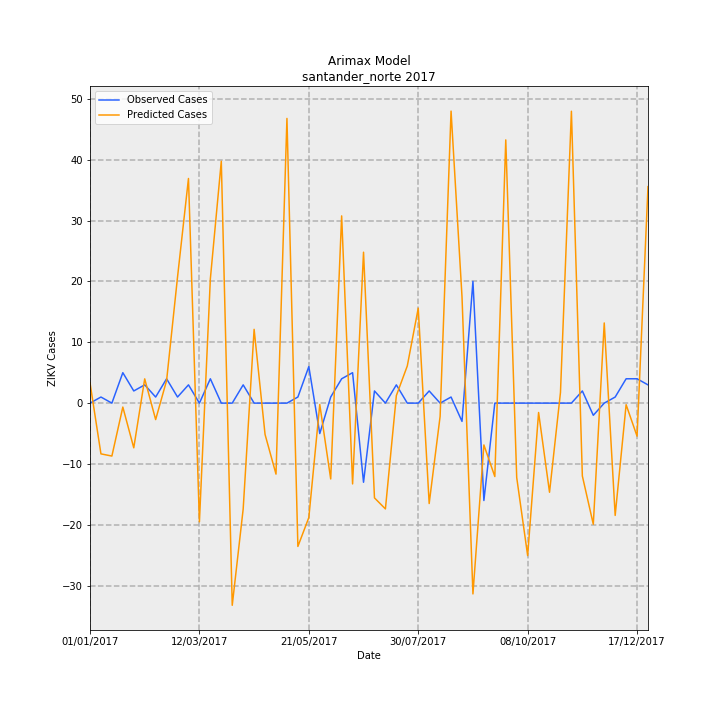 Arimax Model
santander_norte 2017
Observed Cases
Predicted Cases
50
40
30
20
10
0
−10
−20
−30
ZIKV Cases
01/01/2017
12/03/2017
21/05/2017
30/07/2017
08/10/2017
17/12/2017
Date